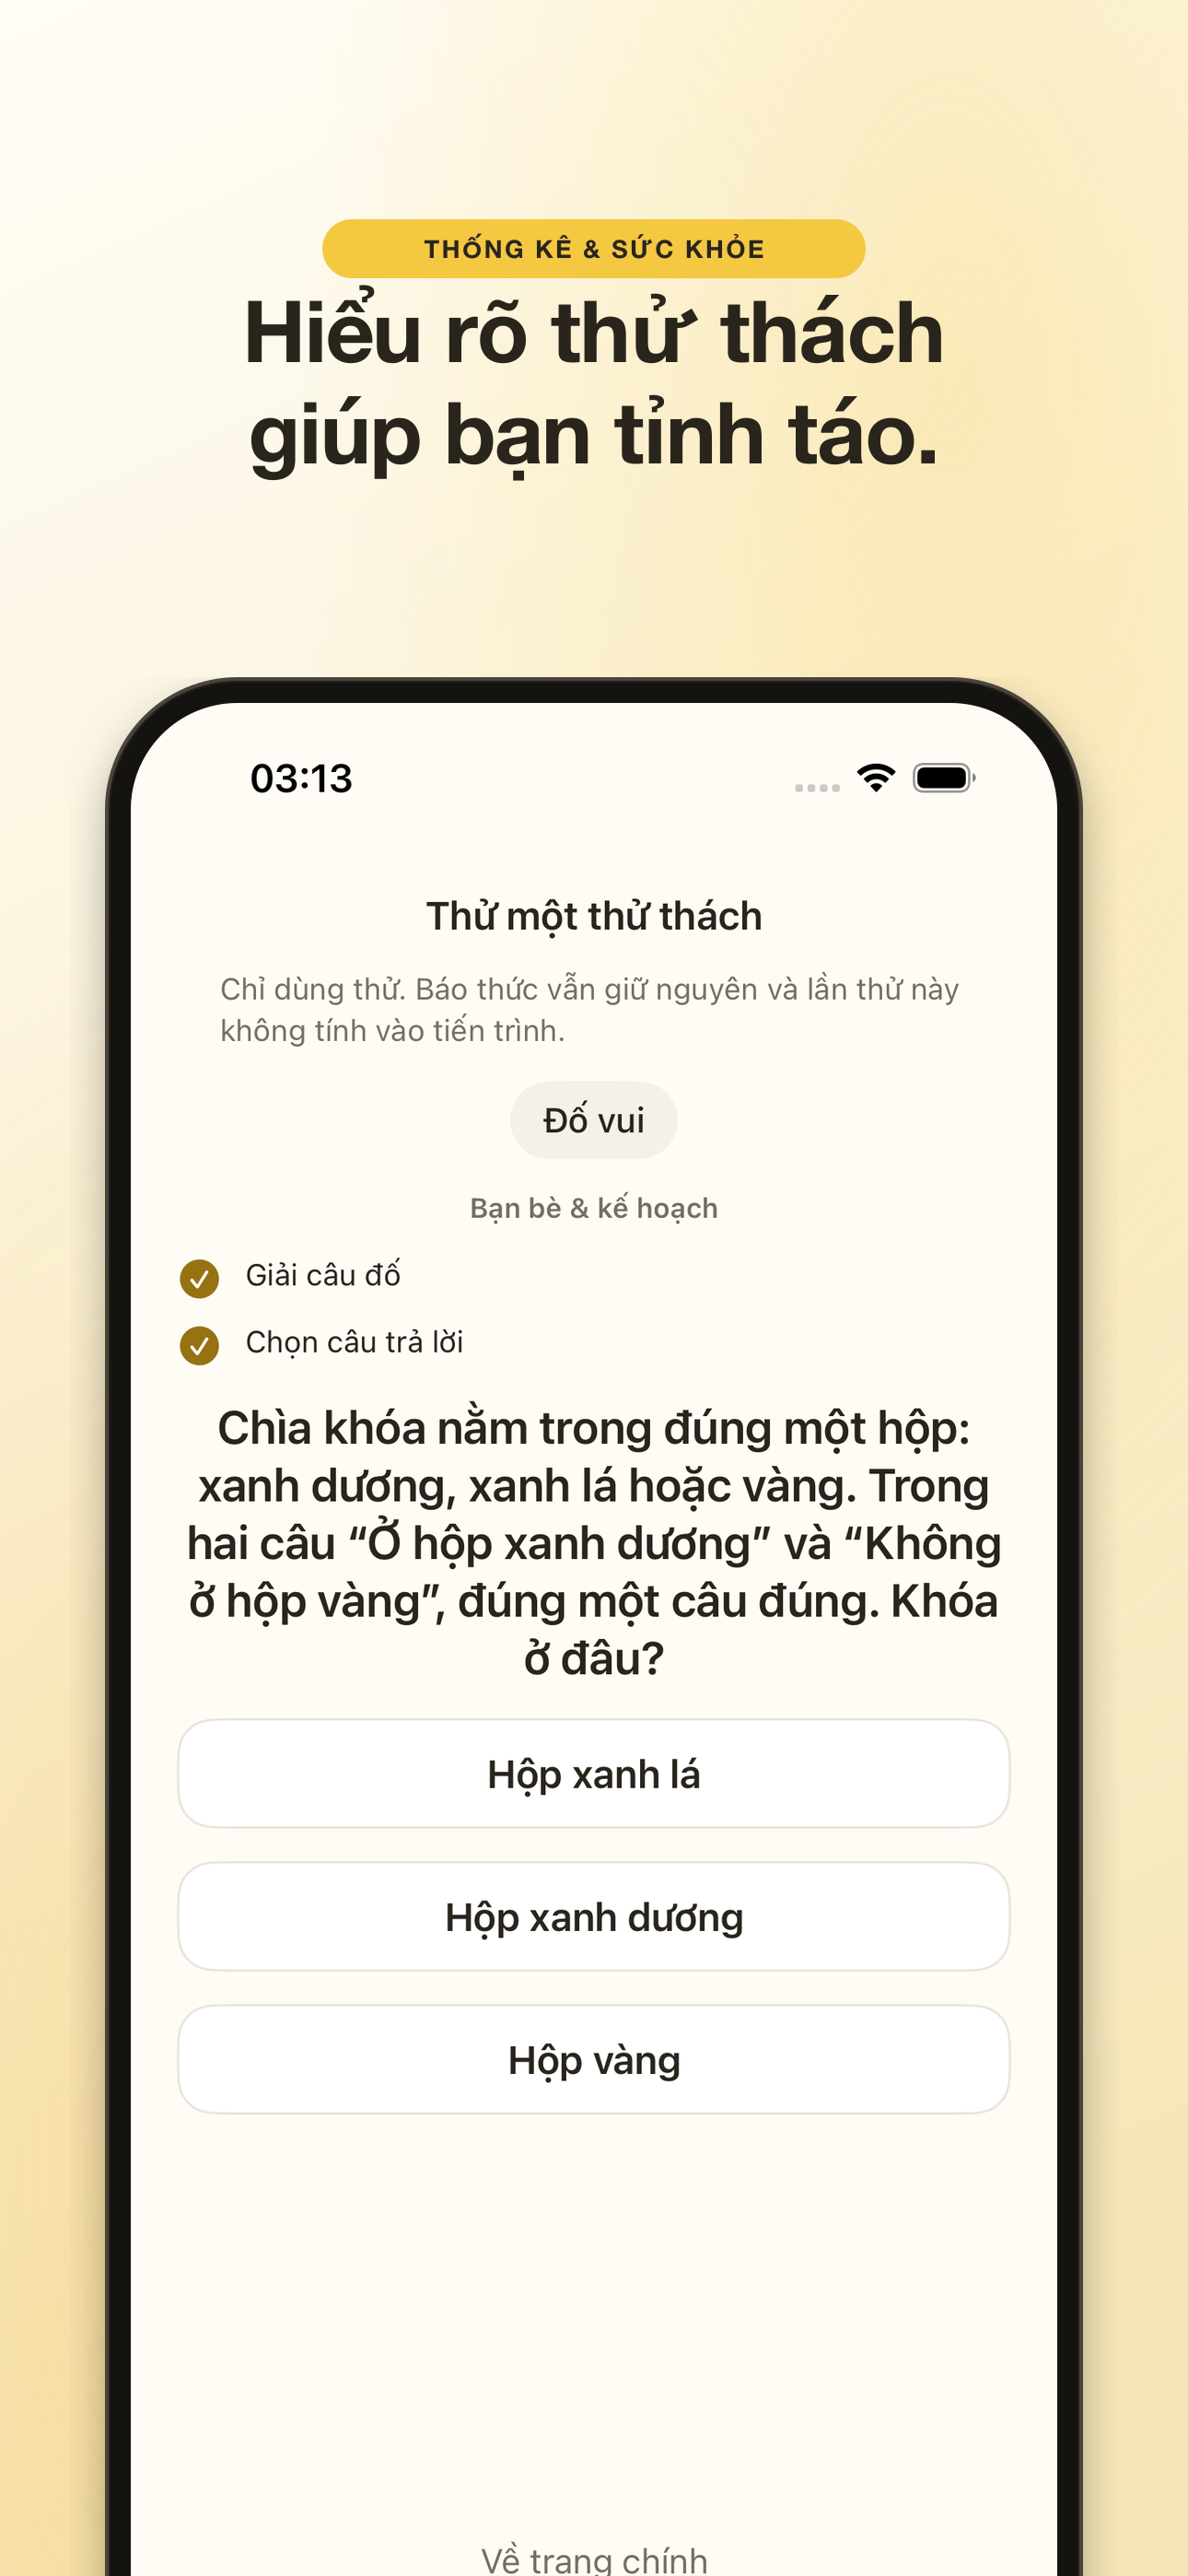 THỐNG KÊ & SỨC KHỎE
Hiểu rõ thử thách
giúp bạn tỉnh táo.
03:13
Thử một thử thách
Chỉ dùng thử. Báo thức vẫn giữ nguyên và lần thử này
không tính vào tiến trình.
Đố vui
Bạn bè & kế hoạch
Giải câu đố
Chọn câu trả lời
Chìa khóa nằm trong đúng một hộp:
xanh dương, xanh lá hoặc vàng. Trong
hai câu “Ở hộp xanh dương” và “Không
ở hộp vàng”, đúng một câu đúng. Khóa
ở đâu?
Hộp xanh lá
Hộp xanh dương
Hộp vàng
Về trang chính